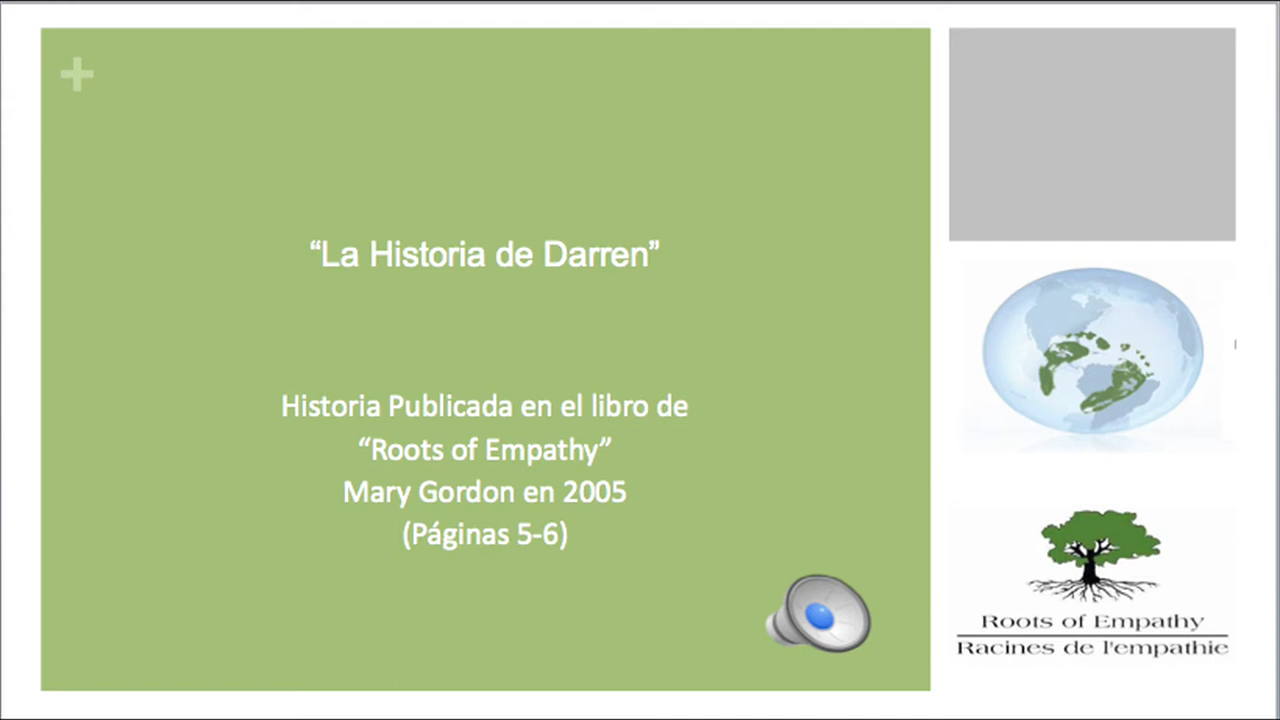 +
“La Historia de Darren”
Historia Publicada en el libro de
“Roots of Empathy”
Mary Gordon en 2005
(Páginas 5-6)
Roots of Empathy
Racines de l'empathie